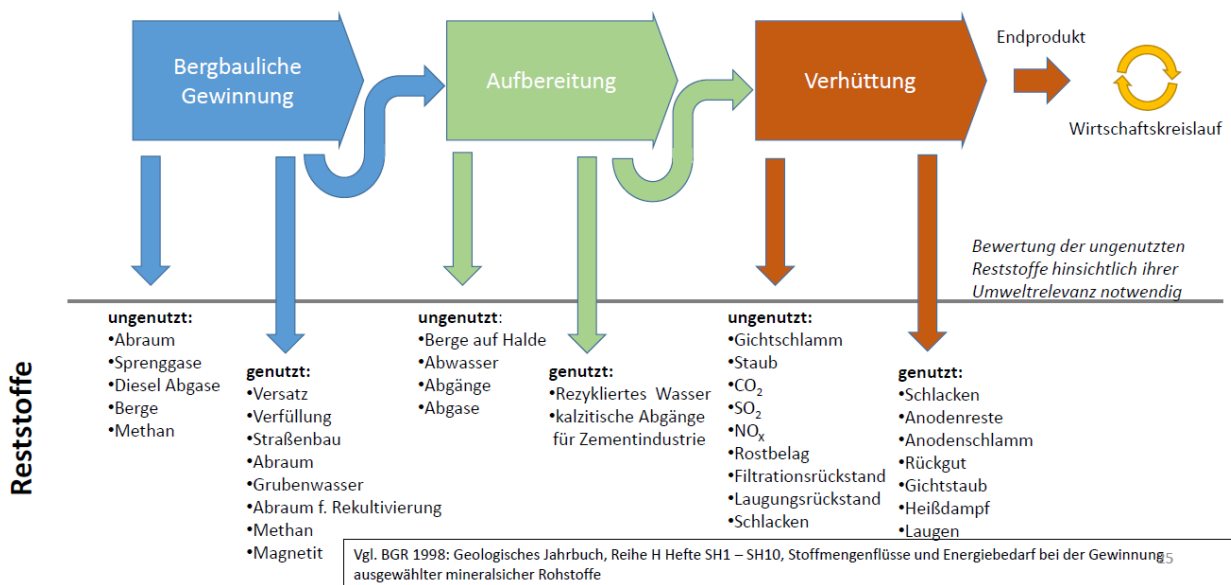 Bergbauliche
Gewinnung
Aufbereitung
Verhüttung
Endprodukt
Wirtschaftskreislauf
Bewertung der ungenutzten
Reststoffe hinsichtlich ihrer
Umweltrelevanz notwendig
Reststoffe
ungenutzt:
•Abraum
•Sprenggase
•Diesel Abgase
•Berge
•Methan
genutzt:
•Versatz
•Verfüllung
•Straßenbau
•Abraum
•Grubenwasser
•Abraum f. Rekultivierung
•Methan
•Magnetit
ungenutzt:
•Berge auf Halde
•Abwasser
•Abgänge
•Abgase
genutzt:
•Rezykliertes Wasser
•kalzitische Abgänge
für Zementindustrie
ungenutzt:
•Gichtschlamm
•Staub
•CO₂
•SO₂
•NOₓ
•Rostbelag
•Filtrationsrückstand
•Laugungsrückstand
•Schlacken
genutzt:
•Schlacken
•Anodenreste
•Anodenschlamm
•Rückgut
•Gichtstaub
•Heißdampf
•Laugen
Vgl. BGR 1998: Geologisches Jahrbuch, Reihe H Hefte SH1 – SH10, Stoffmengenflüsse und Energiebedarf bei der Gewinnung
ausgewählter mineralsicher Rohstoffe